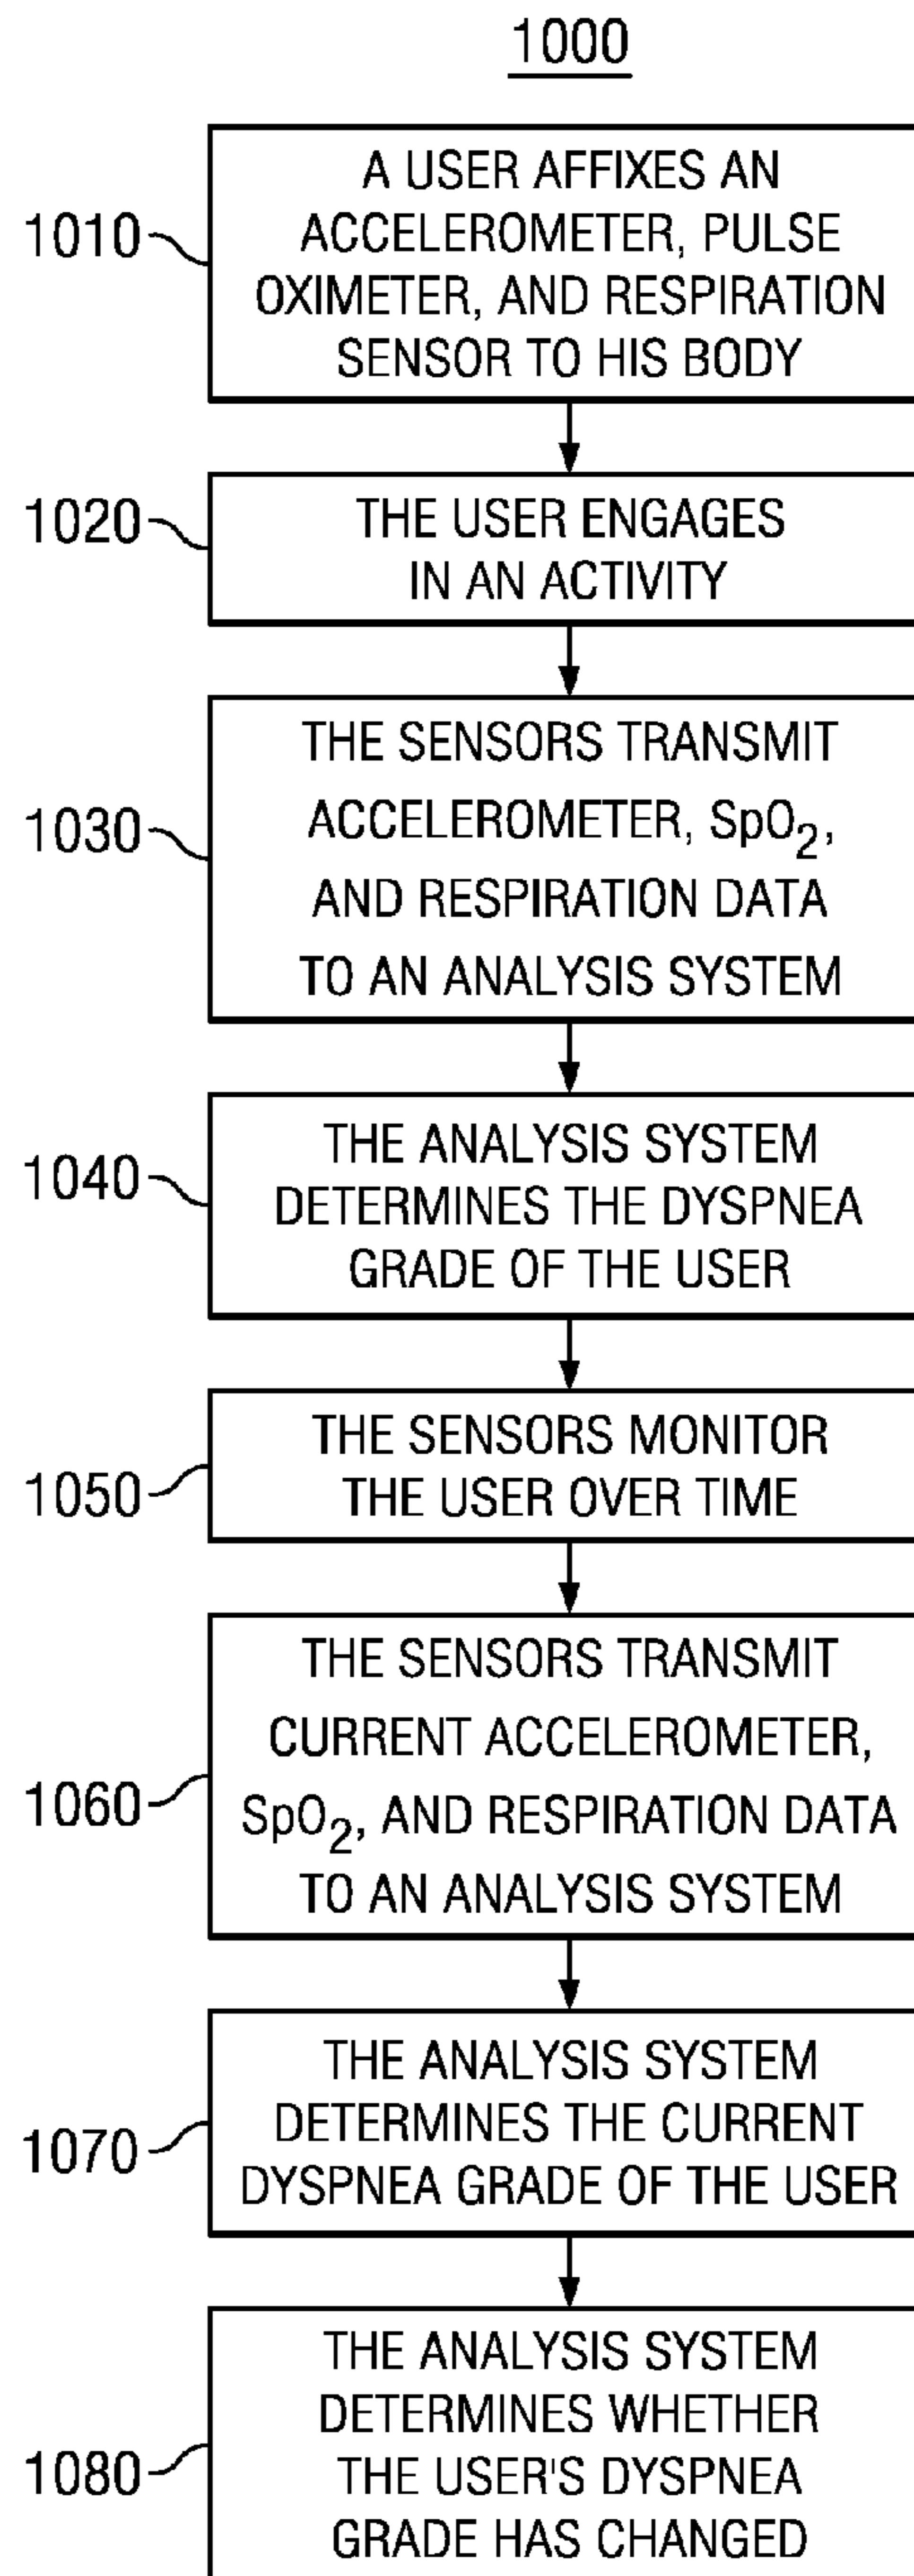 1000
1010
A USER AFFIXES AN
ACCELEROMETER, PULSE
OXIMETER, AND RESPIRATION
SENSOR TO HIS BODY
1020
THE USER ENGAGES
IN AN ACTIVITY
1030
THE SENSORS TRANSMIT
ACCELEROMETER, SpO₂,
AND RESPIRATION DATA
TO AN ANALYSIS SYSTEM
1040
THE ANALYSIS SYSTEM
DETERMINES THE DYSPNEA
GRADE OF THE USER
1050
THE SENSORS MONITOR
THE USER OVER TIME
1060
THE SENSORS TRANSMIT
CURRENT ACCELEROMETER,
SpO₂, AND RESPIRATION DATA
TO AN ANALYSIS SYSTEM
1070
THE ANALYSIS SYSTEM
DETERMINES THE CURRENT
DYSPNEA GRADE OF THE USER
1080
THE ANALYSIS SYSTEM
DETERMINES WHETHER
THE USER'S DYSPNEA
GRADE HAS CHANGED